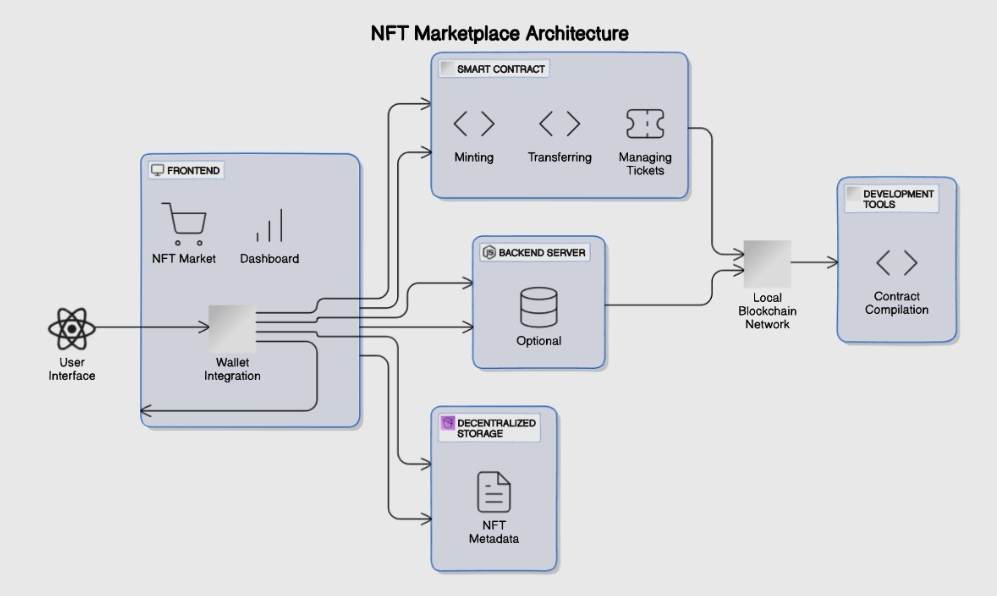 NFT Marketplace Architecture
SMART CONTRACT
Minting
Transferring
Managing
Tickets
FRONTEND
NFT Market
Dashboard
User
Interface
Wallet
Integration
JS
BACKEND SERVER
Optional
Local
Blockchain
Network
DEVELOPMENT
TOOLS
Contract
Compilation
DECENTRALIZED
STORAGE
NFT
Metadata